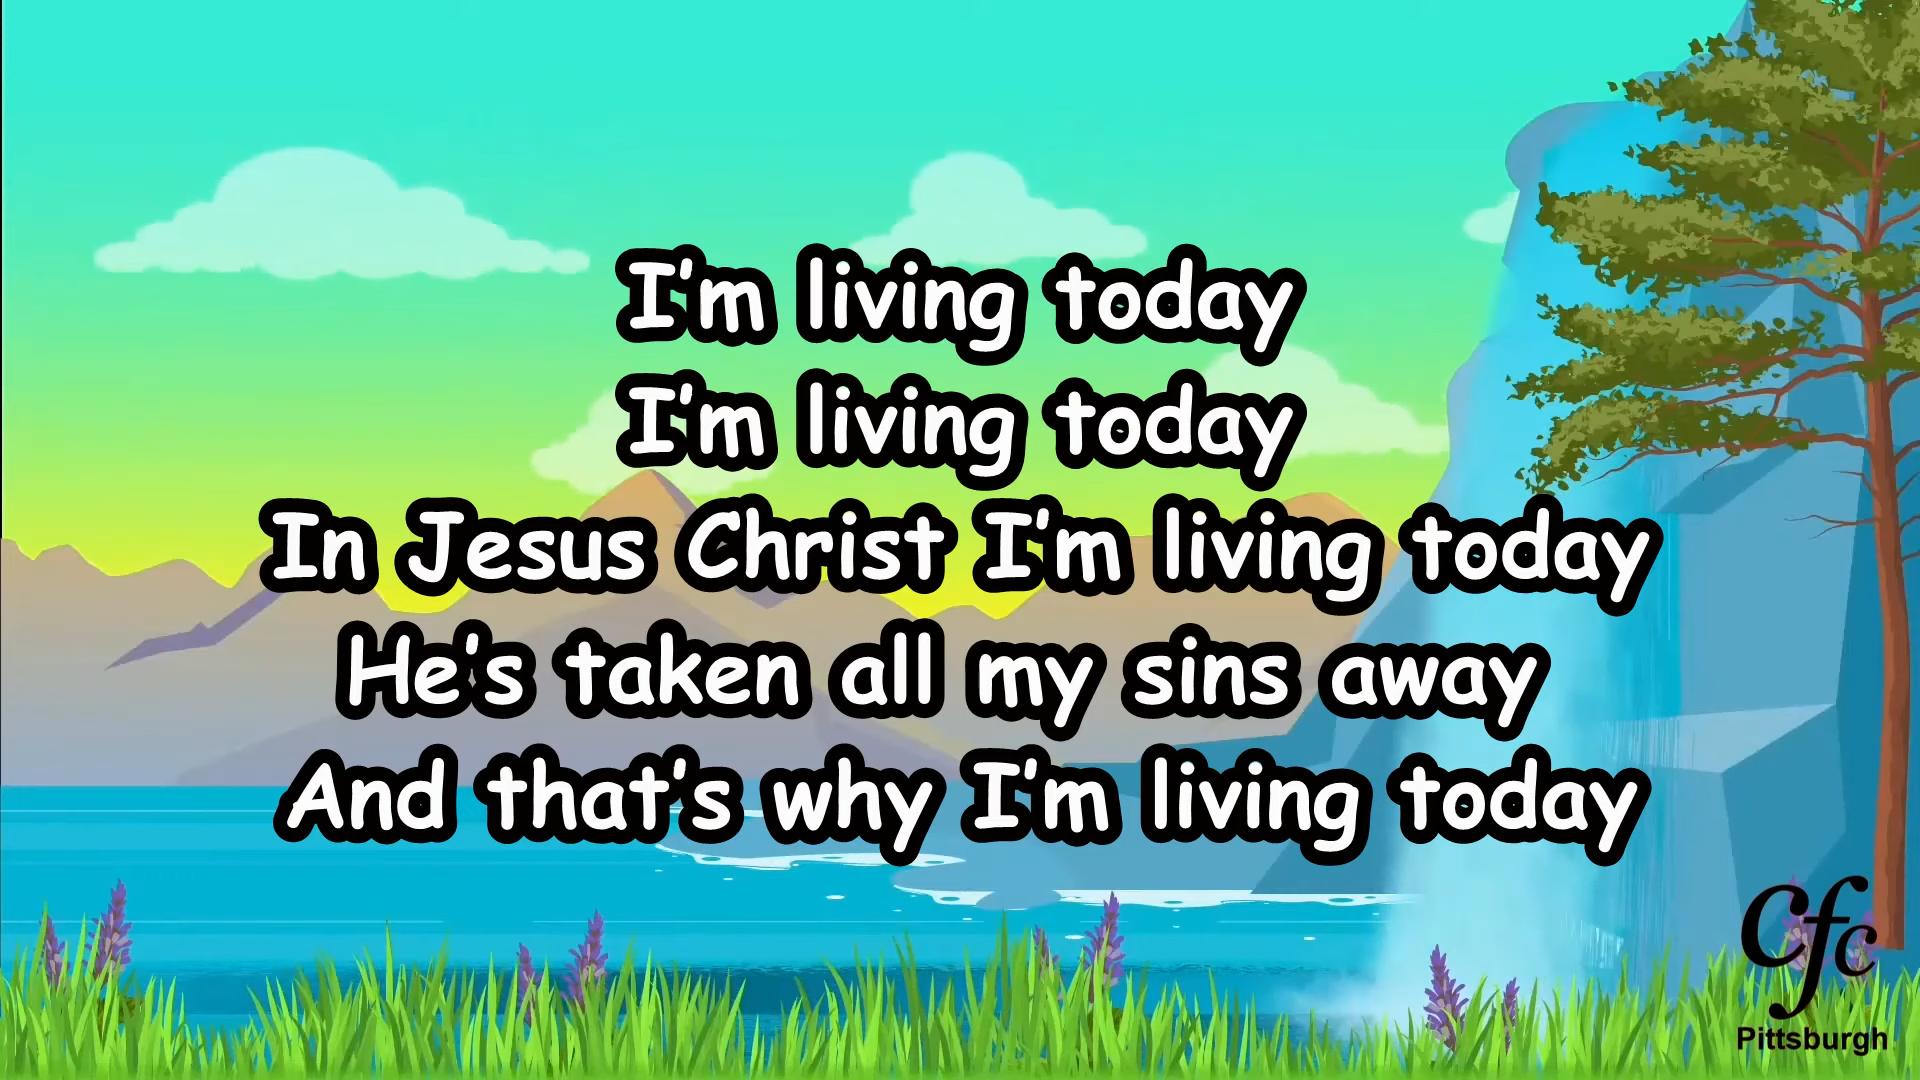 I'm living today
I'm living today
In Jesus Christ I'm living today
He's taken all my sins away
And that's why I'm living today
cfc
Pittsburgh